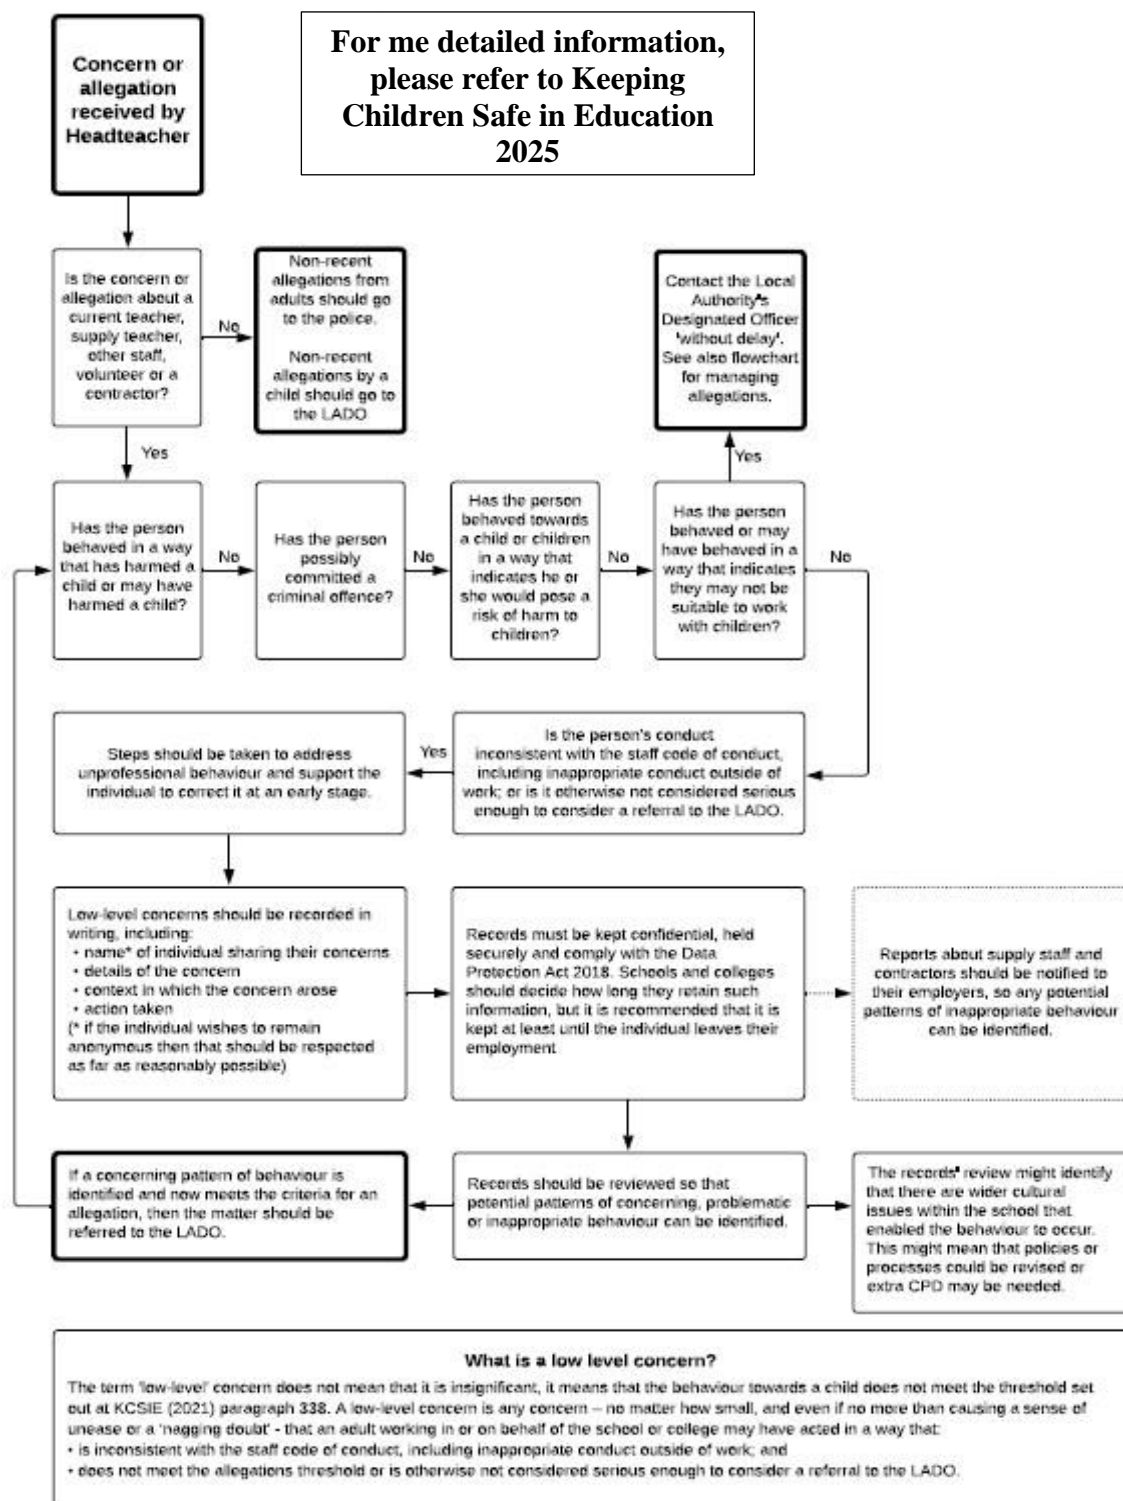 Concern or
allegation
received by
Headteacher
For me detailed information,
please refer to Keeping
Children Safe in Education
2025
Is the concern or
allegation about a
current teacher,
supply teacher,
other staff,
volunteer or a
contractor?
No
Non-recent
allegations from
adults should go
to the police.
Non-recent
allegations by a
child should go to
the LADO
Contact the Local
Authority's
Designated Officer
'without delay'.
See also flowchart
for managing
allegations.
Yes
Yes
Has the person
behaved in a way
that has harmed a
child or may have
harmed a child?
No
Has the person
possibly
committed a
criminal offence?
No
Has the person
behaved towards
a child or children
in a way that
indicates he or
she would pose a
risk of harm to
children?
No
Has the person
behaved or may
have behaved in a
way that indicates
they may not be
suitable to work
with children?
No
Steps should be taken to address
unprofessional behaviour and support the
individual to correct it at an early stage.
Yes
Is the person's conduct
inconsistent with the staff code of conduct,
including inappropriate conduct outside of
work; or is it otherwise not considered serious
enough to consider a referral to the LADO.
Low-level concerns should be recorded in
writing, including:
• name* of individual sharing their concerns
• details of the concern
• context in which the concern arose
• action taken
(* if the individual wishes to remain
anonymous then that should be respected
as far as reasonably possible)
Records must be kept confidential, held
securely and comply with the Data
Protection Act 2018. Schools and colleges
should decide how long they retain such
information, but it is recommended that it is
kept at least until the individual leaves their
employment
Reports about supply staff and
contractors should be notified to
their employers, so any potential
patterns of inappropriate behaviour
can be identified.
If a concerning pattern of behaviour is
identified and now meets the criteria for an
allegation, then the matter should be
referred to the LADO.
Records should be reviewed so that
potential patterns of concerning, problematic
or inappropriate behaviour can be identified.
The records' review might identify
that there are wider cultural
issues within the school that
enabled the behaviour to occur.
This might mean that policies or
processes could be revised or
extra CPD may be needed.
What is a low level concern?
The term 'low-level' concern does not mean that it is insignificant, it means that the behaviour towards a child does not meet the threshold set
out at KCSIE (2021) paragraph 338. A low-level concern is any concern – no matter how small, and even if no more than causing a sense of
unease or a 'nagging doubt' - that an adult working in or on behalf of the school or college may have acted in a way that:
• is inconsistent with the staff code of conduct, including inappropriate conduct outside of work; and
• does not meet the allegations threshold or is otherwise not considered serious enough to consider a referral to the LADO.